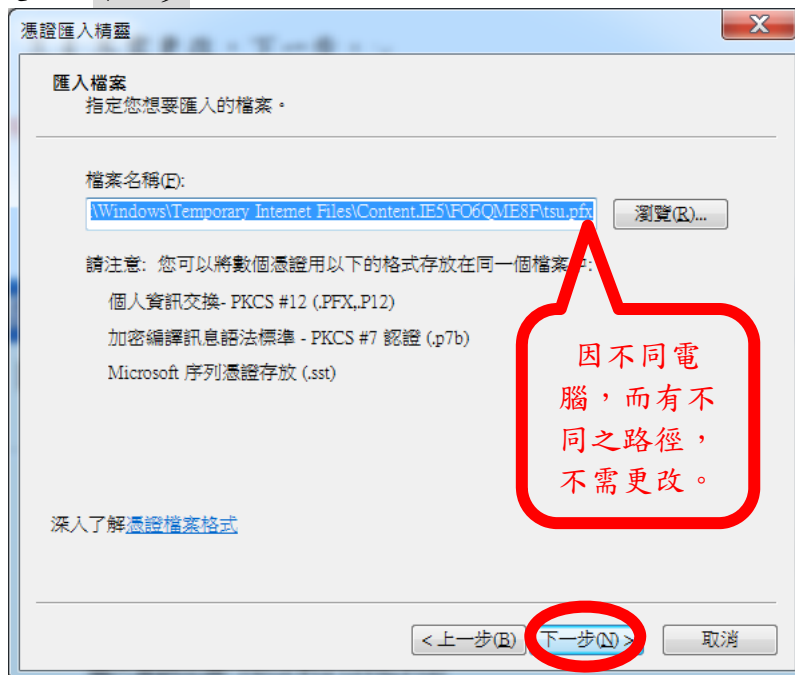 憑證匯入精靈
匯入檔案
指定您想要匯入的檔案。
檔案名稱(F):
\Windows\Temporary Internet Files\Content.IE5\FO6QME8F\tsu.pfx
瀏覽(R)...
請注意: 您可以將數個憑證用以下的格式存放在同一個檔案中:
個人資訊交換- PKCS #12 (.PFX,.P12)
加密編譯訊息語法標準 - PKCS #7 認證 (.p7b)
Microsoft 序列憑證存放 (.sst)
因不同電
腦，而有不
同之路徑，
不需更改。
深入了解憑證檔案格式
<上一步(B)
下一步(N) >
取消